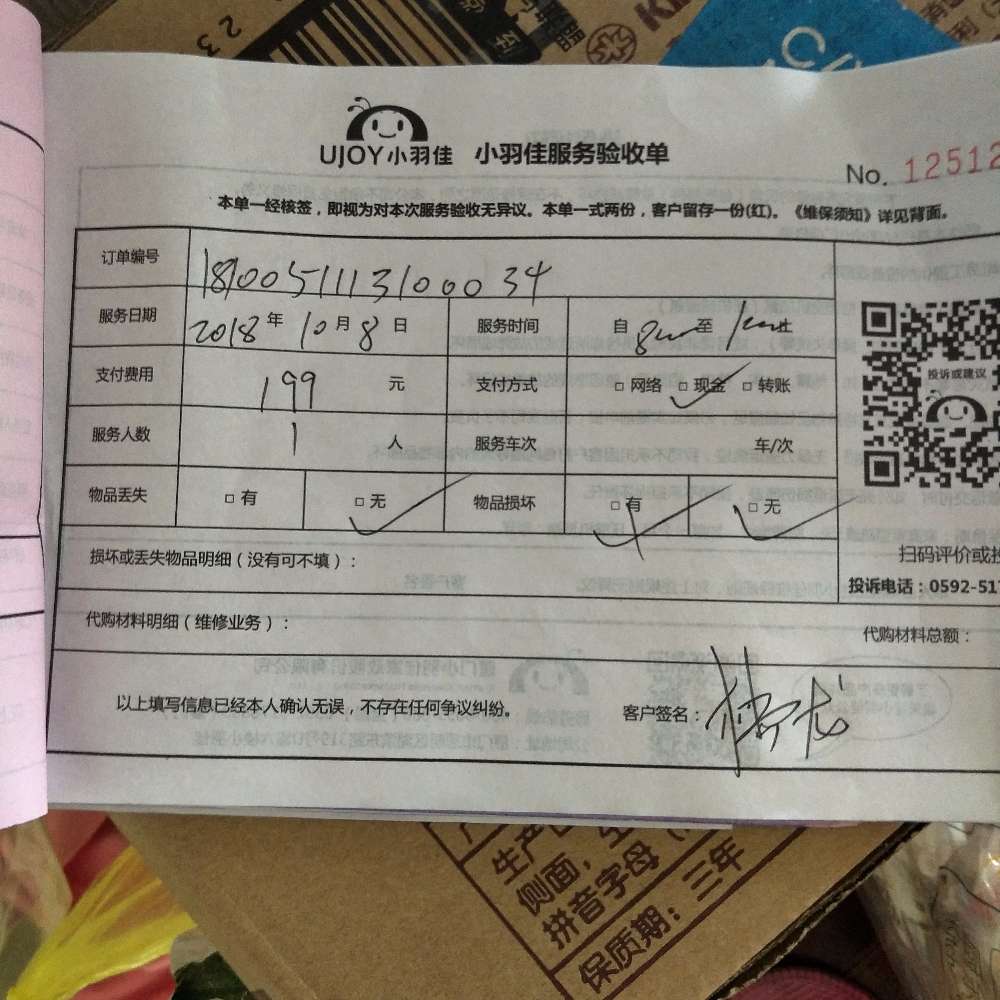 23
UJOY小羽佳 小羽佳服务验收单
No. 12512
本单一经核签，即视为对本次服务验收无异议。本单一式两份，客户留存一份(红)。《维保须知》详见背面。
订单编号 18100511131000034
服务日期 2018年10月8日 服务时间 自 至 止
支付费用 199 元 支付方式 □网络 □现金 □转账
服务人数 1 人 服务车次 车/次
物品丢失 □有 □无 物品损坏 □有 □无
投诉或建议
扫码评价或投
投诉电话：0592-517
损坏或丢失物品明细（没有可不填）：
代购材料明细（维修业务）： 代购材料总额：
以上填写信息已经本人确认无误，不存在任何争议纠纷。 客户签名：
侧面，生
拼音字母（
保质期：三年